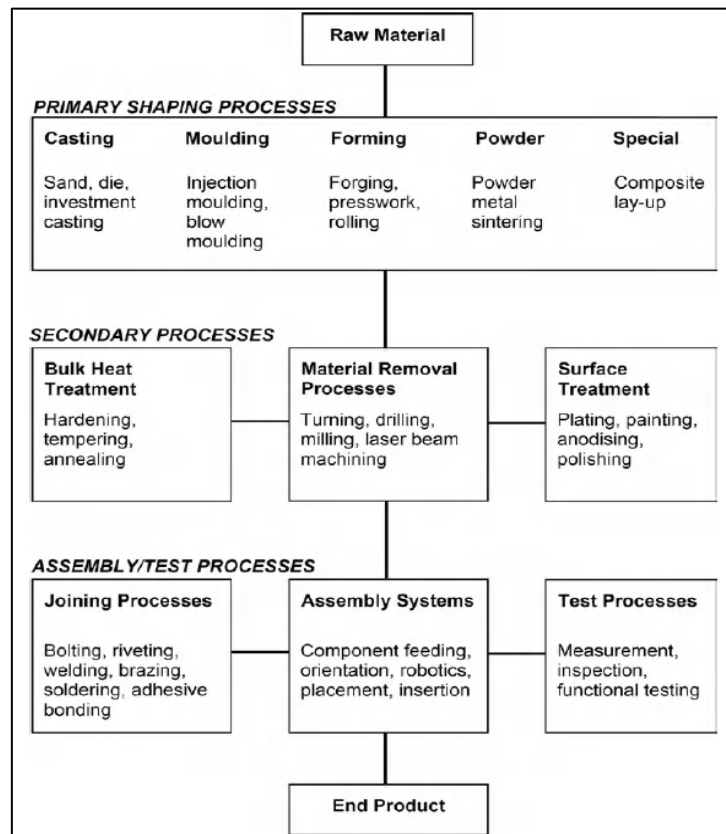 Raw Material
PRIMARY SHAPING PROCESSES
Casting
Sand, die,
investment
casting
Moulding
Injection
moulding,
blow
moulding
Forming
Forging,
presswork,
rolling
Powder
Powder
metal
sintering
Special
Composite
lay-up
SECONDARY PROCESSES
Bulk Heat
Treatment
Hardening,
tempering,
annealing
Material Removal
Processes
Turning, drilling,
milling, laser beam
machining
Surface
Treatment
Plating, painting,
anodising,
polishing
ASSEMBLY/TEST PROCESSES
Joining Processes
Bolting, riveting,
welding, brazing,
soldering, adhesive
bonding
Assembly Systems
Component feeding,
orientation, robotics,
placement, insertion
Test Processes
Measurement,
inspection,
functional testing
End Product